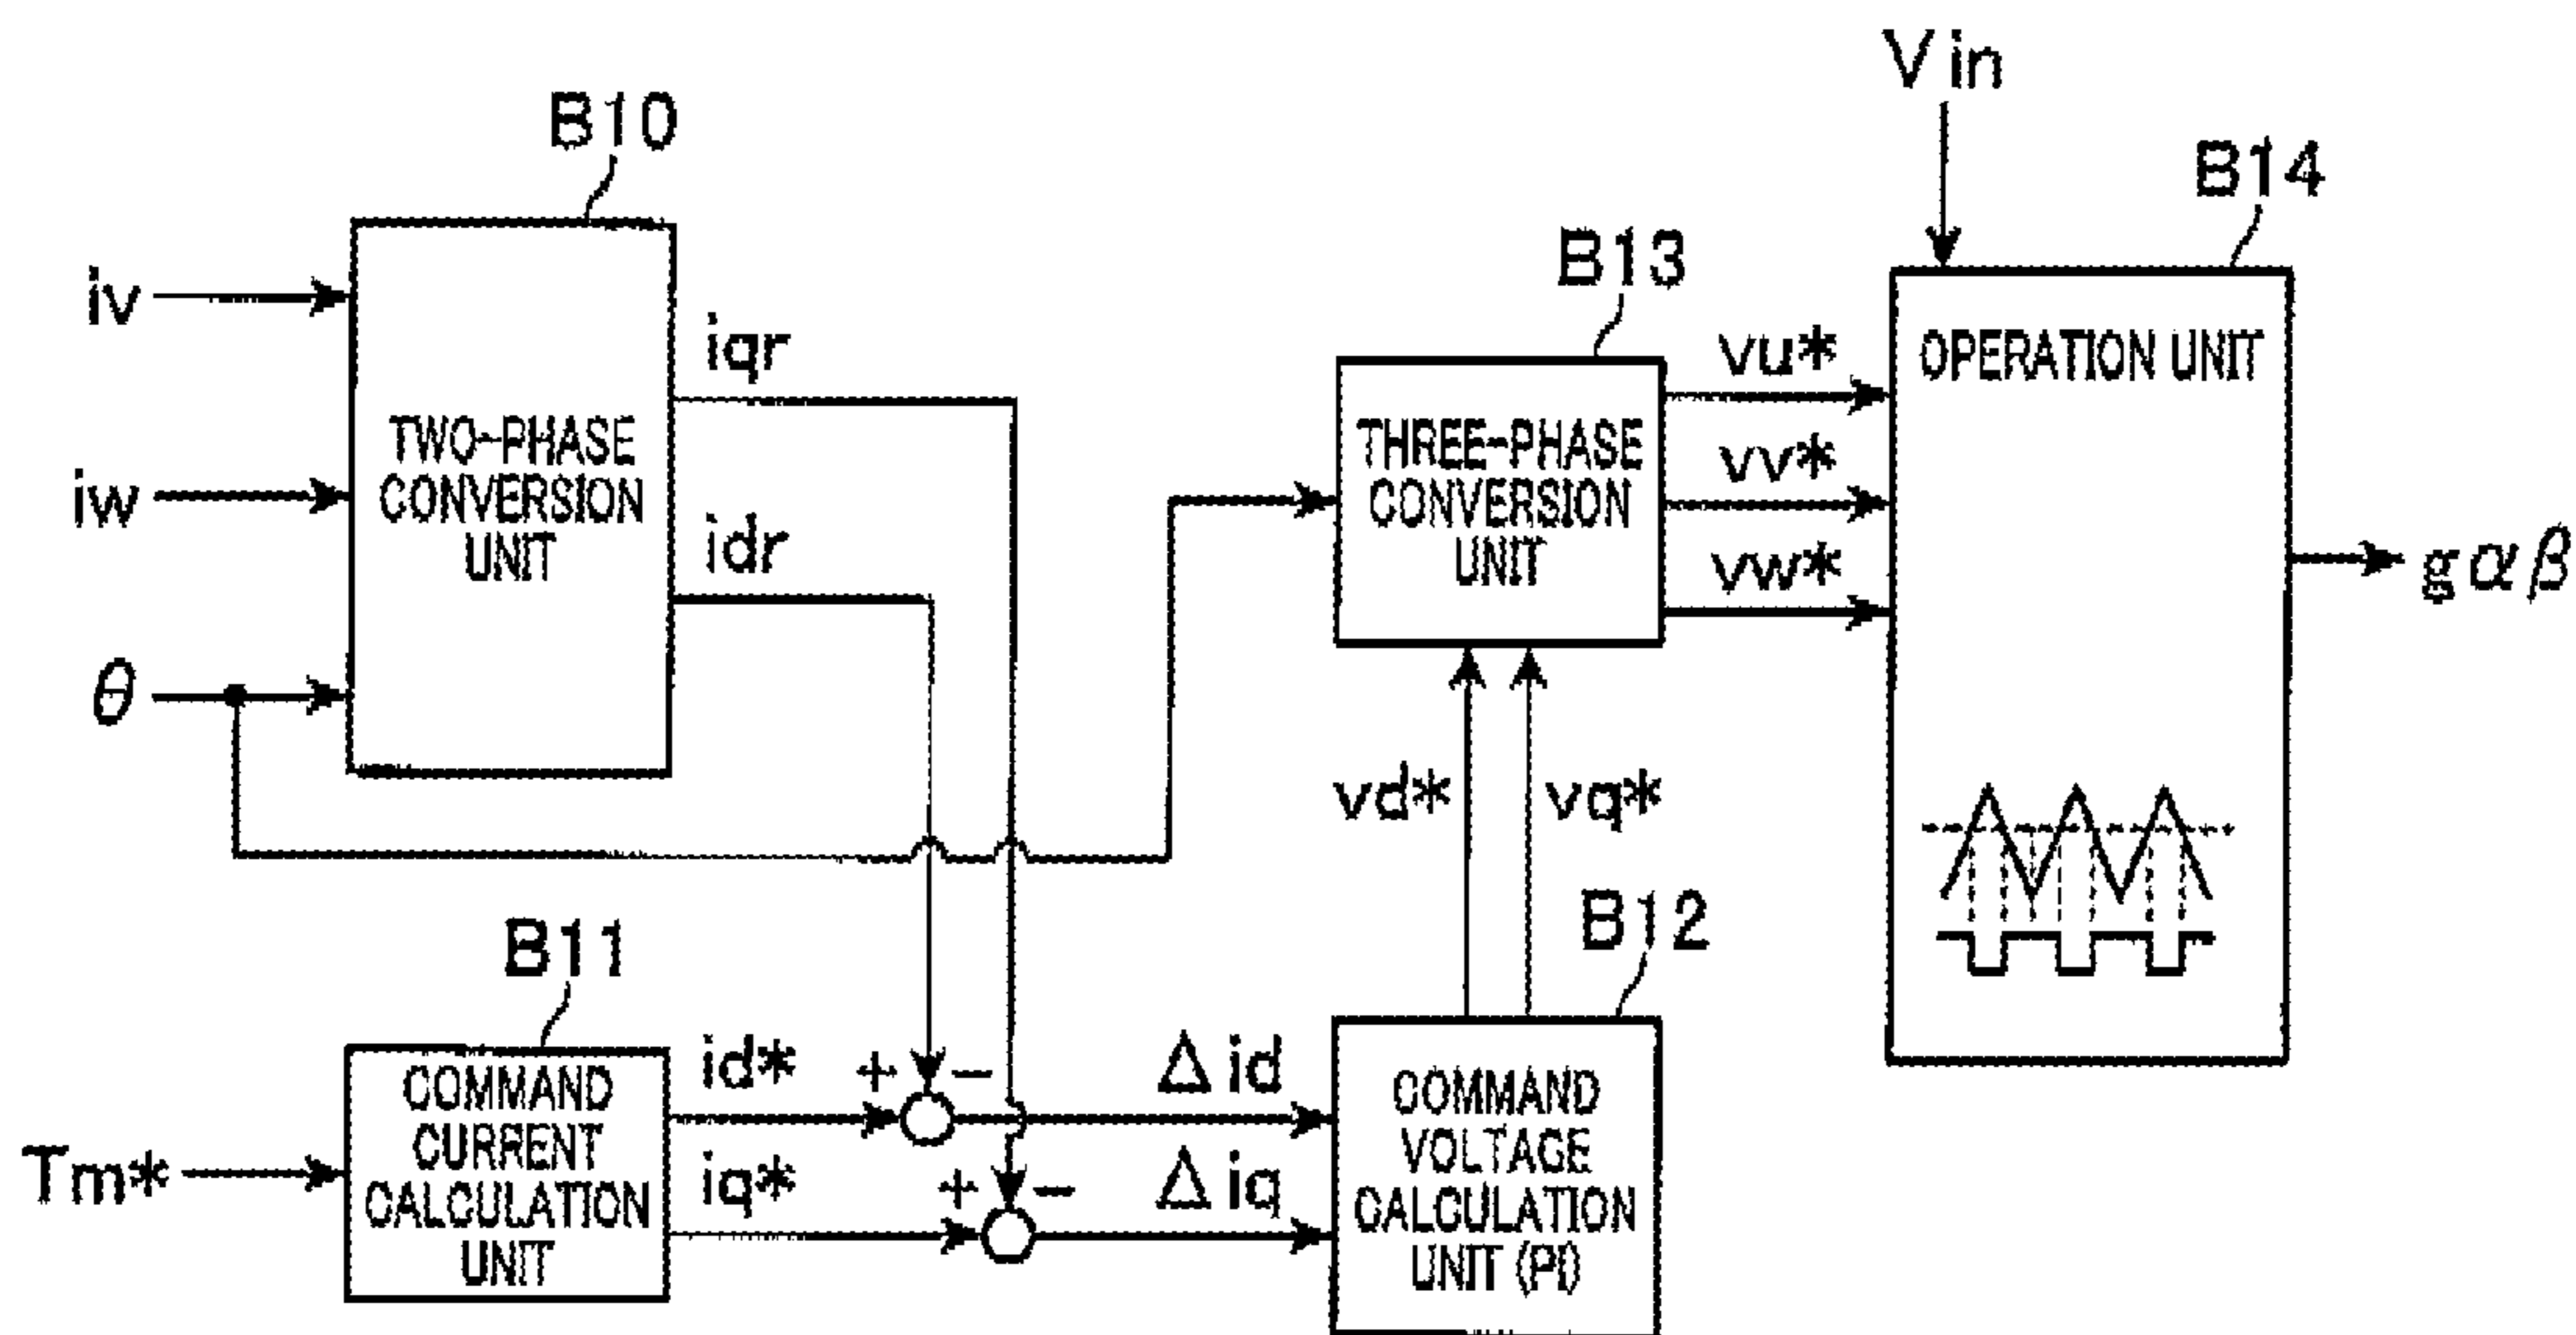 Vin
B10
B14
B13
iv
iqr
vu*
OPERATION UNIT
TWO-PHASE
CONVERSION
UNIT
THREE-PHASE
CONVERSION
UNIT
vv*
iw
idr
vw*
gαβ
θ
vd*
vq*
B11
B12
id*
+
−
Δid
COMMAND
CURRENT
CALCULATION
UNIT
COMMAND
VOLTAGE
CALCULATION
UNIT (PI)
Tm*
iq*
+
−
Δiq